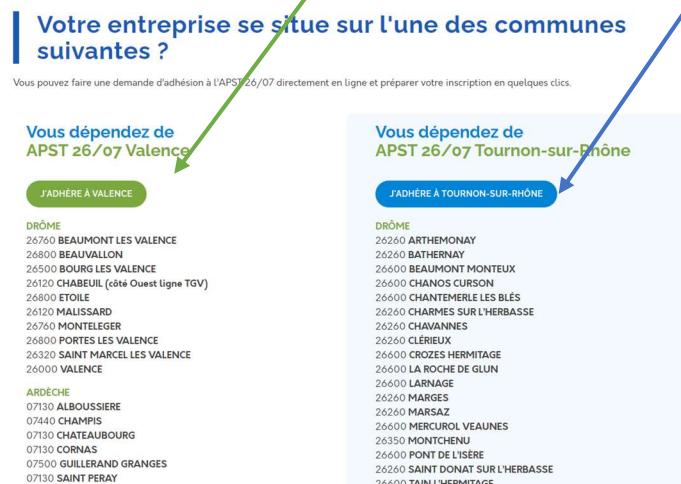 Votre entreprise se situe sur l'une des communes
suivantes ?
Vous pouvez faire une demande d'adhésion à l'APST 26/07 directement en ligne et préparer votre inscription en quelques clics.
Vous dépendez de
APST 26/07 Valence
J'ADHÈRE À VALENCE
DRÔME
26760 BEAUMONT LES VALENCE
26800 BEAUVALLON
26500 BOURG LES VALENCE
26120 CHABEUIL (côté Ouest ligne TGV)
26800 ETOILE
26120 MALISSARD
26760 MONTELEGER
26800 PORTES LES VALENCE
26320 SAINT MARCEL LES VALENCE
26000 VALENCE
ARDÈCHE
07130 ALBOUSSIERE
07440 CHAMPIS
07130 CHATEAUBOURG
07130 CORNAS
07500 GUILLERAND GRANGES
07130 SAINT PERAY
Vous dépendez de
APST 26/07 Tournon-sur-Rhône
J'ADHÈRE À TOURNON-SUR-RHÔNE
DRÔME
26260 ARTHEMONAY
26260 BATHERNAY
26600 BEAUMONT MONTEUX
26600 CHANOS CURSON
26600 CHANTEMERLE LES BLÉS
26260 CHARMES SUR L'HERBASSE
26260 CHAVANNES
26260 CLÉRIEUX
26600 CROZES HERMITAGE
26600 LA ROCHE DE GLUN
26600 LARNAGE
26260 MARGES
26260 MARSAZ
26600 MERCUROL VEAUNES
26350 MONTCHENU
26600 PONT DE L'ISÈRE
26260 SAINT DONAT SUR L'HERBASSE
26600 TAIN L'HERMITAGE